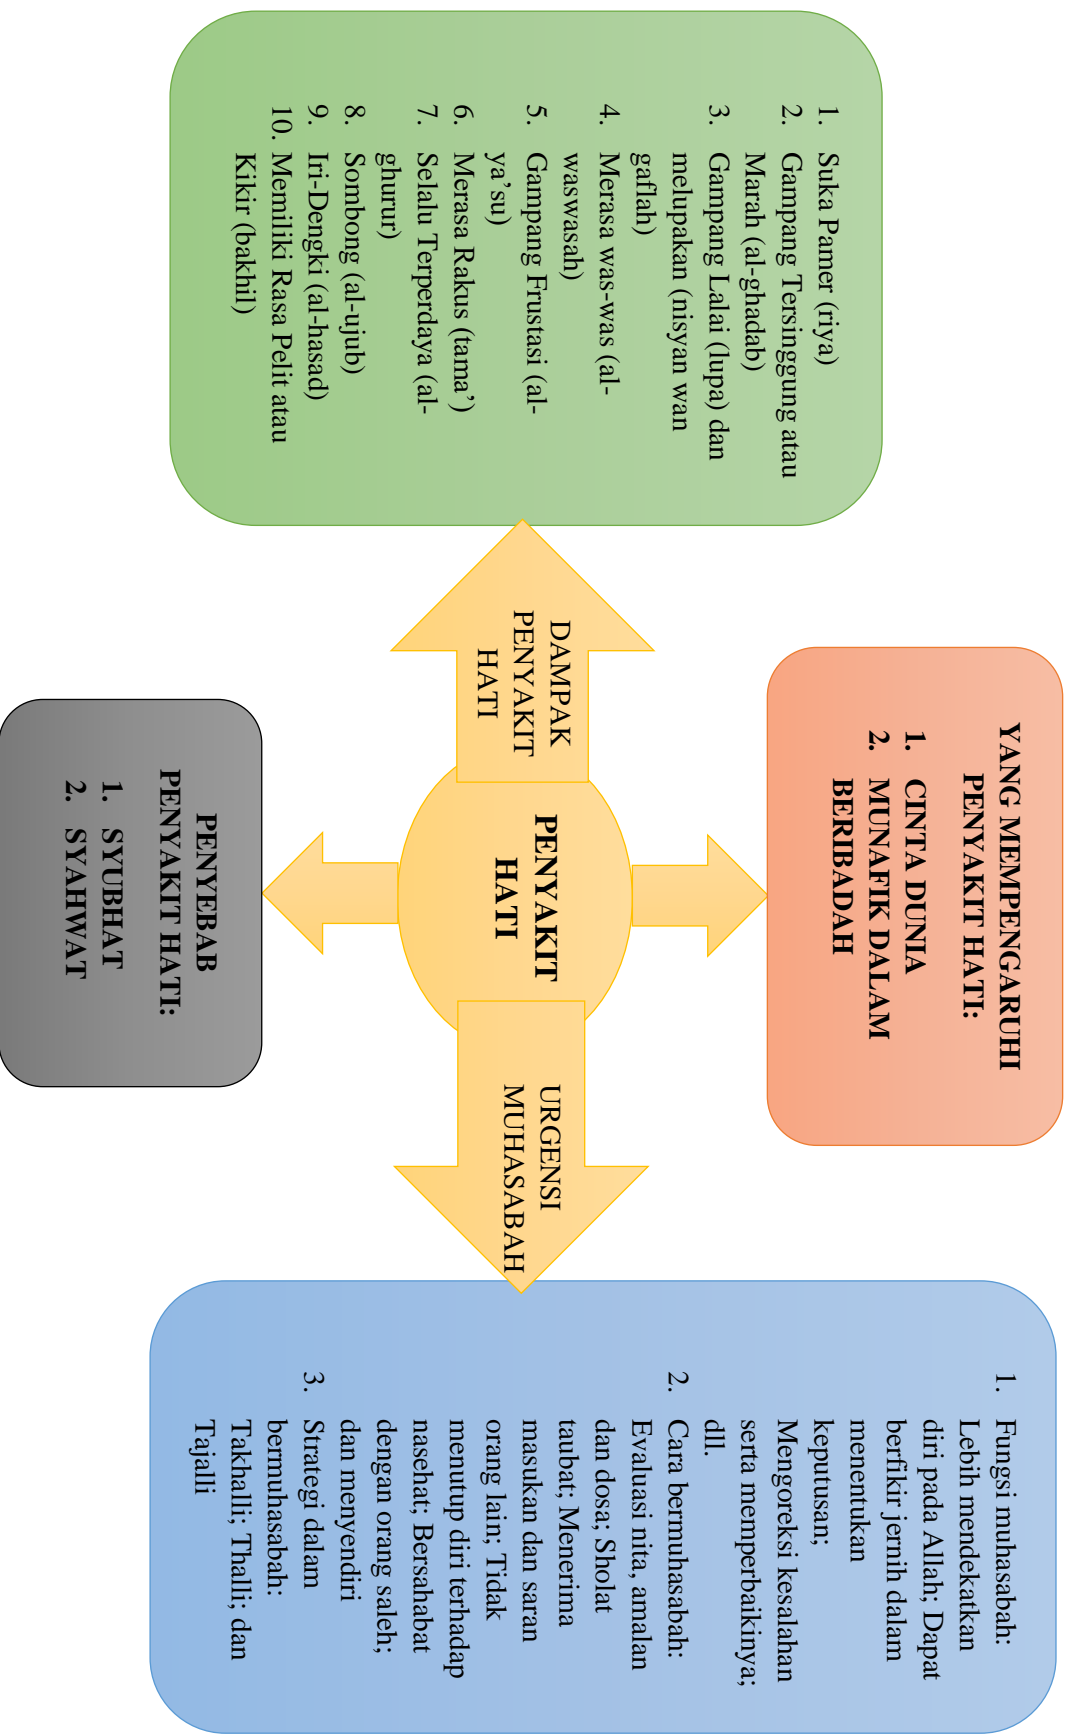 YANG MEMPENGARUHI
PENYAKIT HATI:
1. CINTA DUNIA
2. MUNAFIK DALAM
BERIBADAH
1. Suka Pamer (riya)
2. Gampang Tersinggung atau
Marah (al-ghadab)
3. Gampang Lalai (lupa) dan
melupakan (nisyan wan
gaflah)
4. Merasa was-was (al-
waswasah)
5. Gampang Frustasi (al-
ya’su)
6. Merasa Rakus (tama’)
7. Selalu Terperdaya (al-
ghurur)
8. Sombong (al-ujub)
9. Iri-Dengki (al-hasad)
10. Memiliki Rasa Pelit atau
Kikir (bakhil)
DAMPAK
PENYAKIT
HATI
PENYAKIT
HATI
URGENSI
MUHASABAH
1. Fungsi muhasabah:
Lebih mendekatkan
diri pada Allah; Dapat
berfikir jernih dalam
menentukan
keputusan;
Mengoreksi kesalahan
serta memperbaikinya;
dll.
2. Cara bermuhasabah:
Evaluasi nita, amalan
dan dosa; Sholat
taubat; Menerima
masukan dan saran
orang lain; Tidak
menutup diri terhadap
nasehat; Bersahabat
dengan orang saleh;
dan menyendiri
3. Strategi dalam
bermuhasabah:
Takhalli; Thalli; dan
Tajalli
PENYEBAB
PENYAKIT HATI:
1. SYUBHAT
2. SYAHWAT